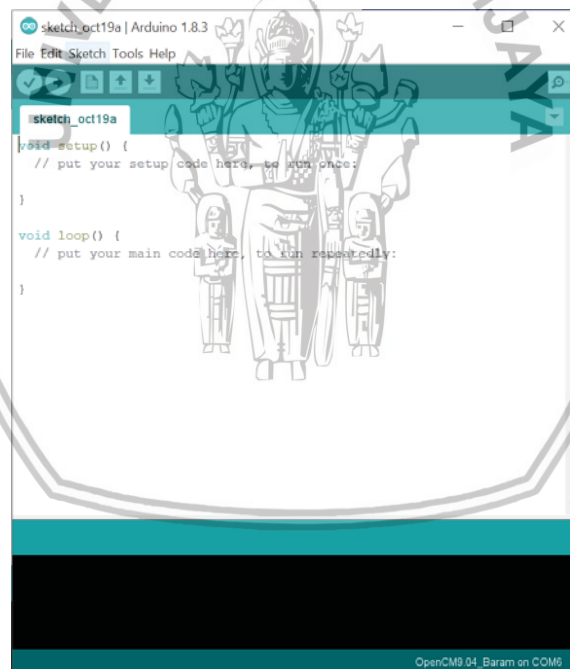 sketch_oct19a | Arduino 1.8.3
File Edit Sketch Tools Help
sketch_oct19a
void setup() {
// put your setup code here, to run once:
}
void loop() {
// put your main code here, to run repeatedly:
}
OpenCM9.04_Baram on COM6